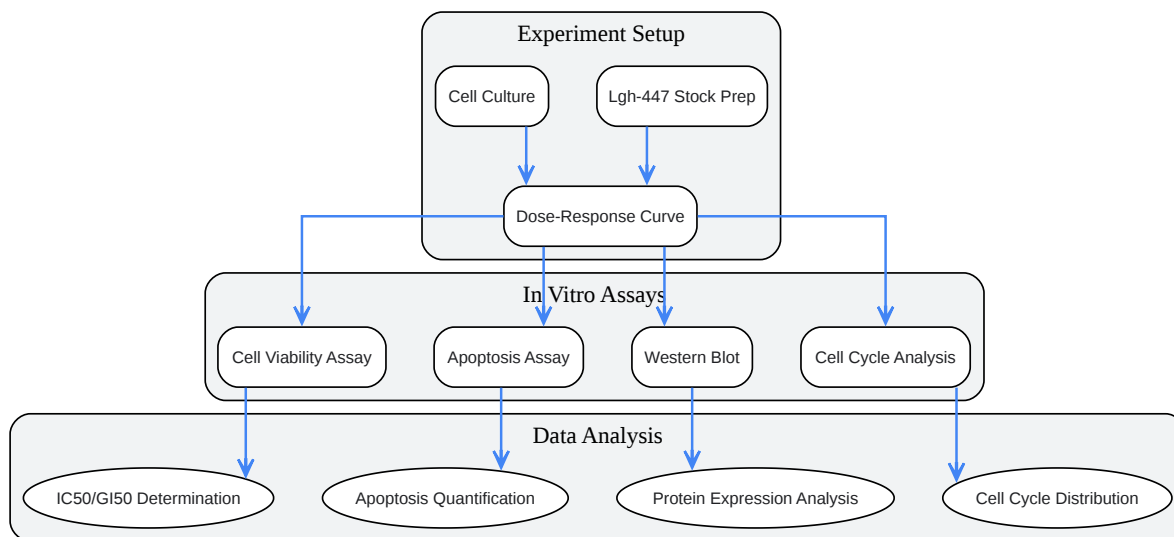 Experiment Setup
Cell Culture
Lgh-447 Stock Prep
Dose-Response Curve
In Vitro Assays
Cell Viability Assay
Apoptosis Assay
Western Blot
Cell Cycle Analysis
Data Analysis
IC50/GI50 Determination
Apoptosis Quantification
Protein Expression Analysis
Cell Cycle Distribution